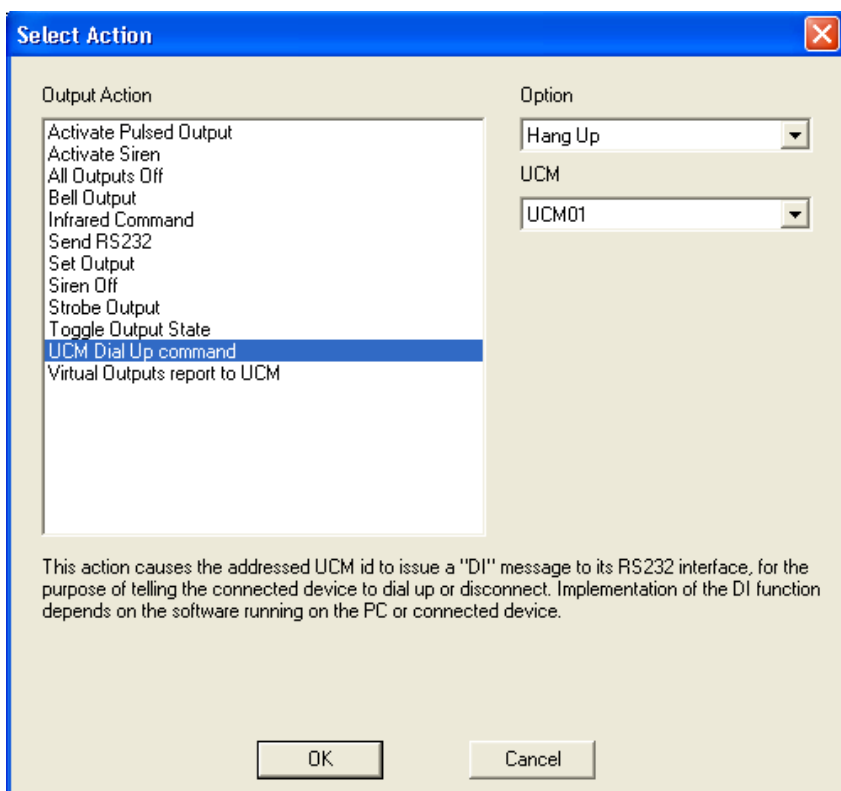 Select Action
Output Action
Activate Pulsed Output
Activate Siren
All Outputs Off
Bell Output
Infrared Command
Send RS232
Set Output
Siren Off
Strobe Output
Toggle Output State
UCM Dial Up command
Virtual Outputs report to UCM
Option
Hang Up
UCM
UCM01
This action causes the addressed UCM id to issue a "DI" message to its RS232 interface, for the
purpose of telling the connected device to dial up or disconnect. Implementation of the DI function
depends on the software running on the PC or connected device.
OK
Cancel